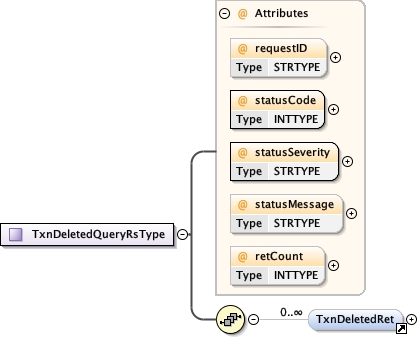 @ Attributes
@ requestID
Type STRTYPE
@ statusCode
Type INTTYPE
@ statusSeverity
Type STRTYPE
@ statusMessage
Type STRTYPE
@ retCount
Type INTTYPE
TxnDeletedQueryRsType
0..∞
TxnDeletedRet